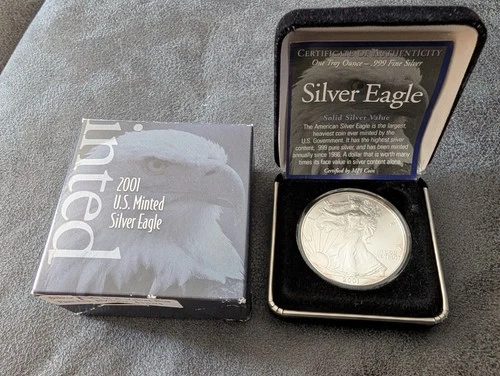 inted
2001
U.S. Minted
Silver Eagle
CERTIFICATE OF AUTHENTICITY
One Troy Ounce - .999 Fine Silver
Silver Eagle
Solid Silver Value
The American Silver Eagle is the largest
heaviest coin ever minted by the
U.S. Government. It has the highest silver
content, .999 pure silver, and has been minted
annually since 1986. A dollar that is worth many
times its face value in silver content alone.
Certified by MPI Coin